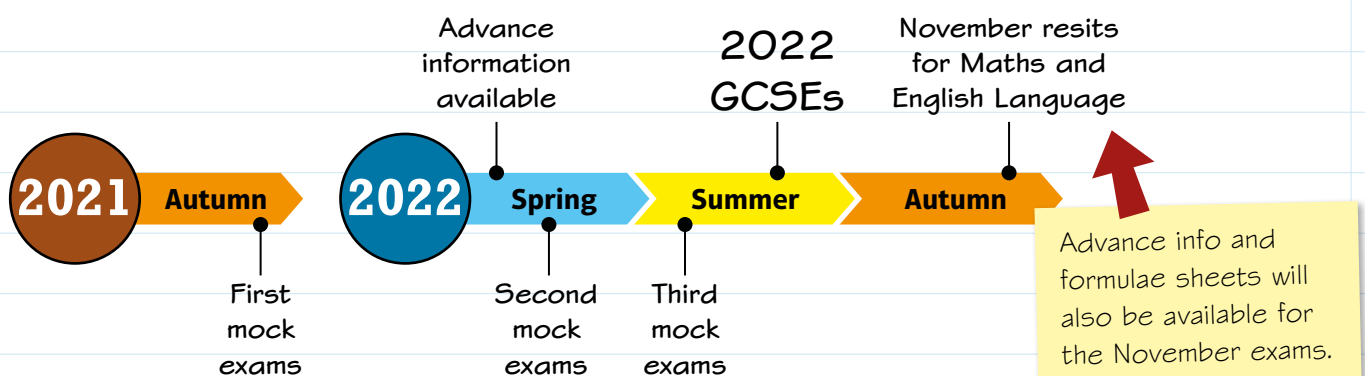 Advance
information
available
2022
GCSEs
November resits
for Maths and
English Language
2021
Autumn
2022
Spring
Summer
Autumn
First
mock
exams
Second
mock
exams
Third
mock
exams
Advance info and
formulae sheets will
also be available for
the November exams.